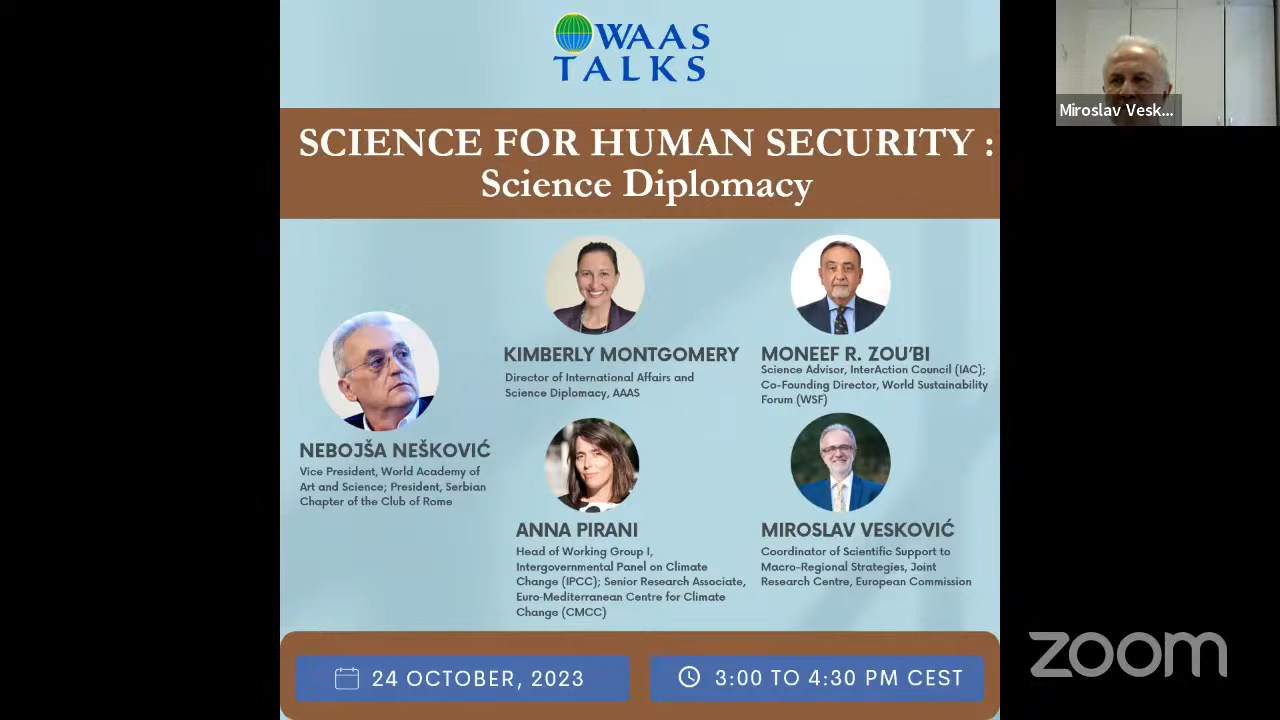 WAAS
TALKS
SCIENCE FOR HUMAN SECURITY :
Science Diplomacy
NEBOJŠA NEŠKOVIĆ
Vice President, World Academy of
Art and Science; President, Serbian
Chapter of the Club of Rome
KIMBERLY MONTGOMERY
Director of International Affairs and
Science Diplomacy, AAAS
MONEEF R. ZOU'BI
Science Advisor, InterAction Council (IAC);
Co-Founding Director, World Sustainability
Forum (WSF)
ANNA PIRANI
Head of Working Group I,
Intergovernmental Panel on Climate
Change (IPCC); Senior Research Associate,
Euro-Mediterranean Centre for Climate
Change (CMCC)
MIROSLAV VESKOVIĆ
Coordinator of Scientific Support to
Macro-Regional Strategies, Joint
Research Centre, European Commission
24 OCTOBER, 2023
3:00 TO 4:30 PM CEST
Miroslav Vesk...
zoom